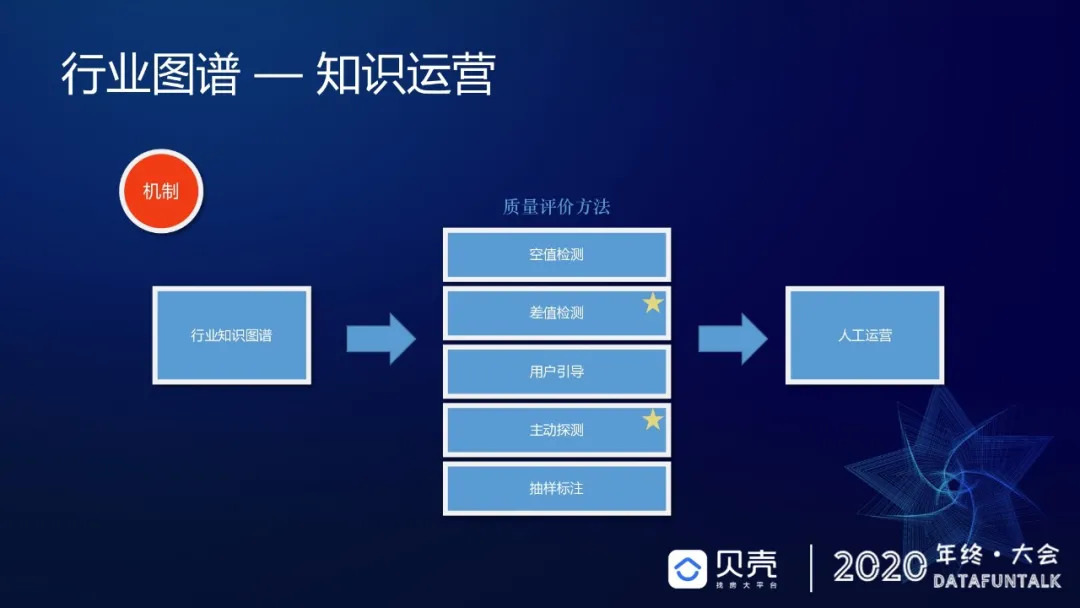 行业图谱 — 知识运营
机制
质量评价方法
空值检测
差值检测
行业知识图谱
人工运营
用户引导
主动探测
抽样标注
贝壳
找房大平台
2020 年终·大会
DATAFUNTALK